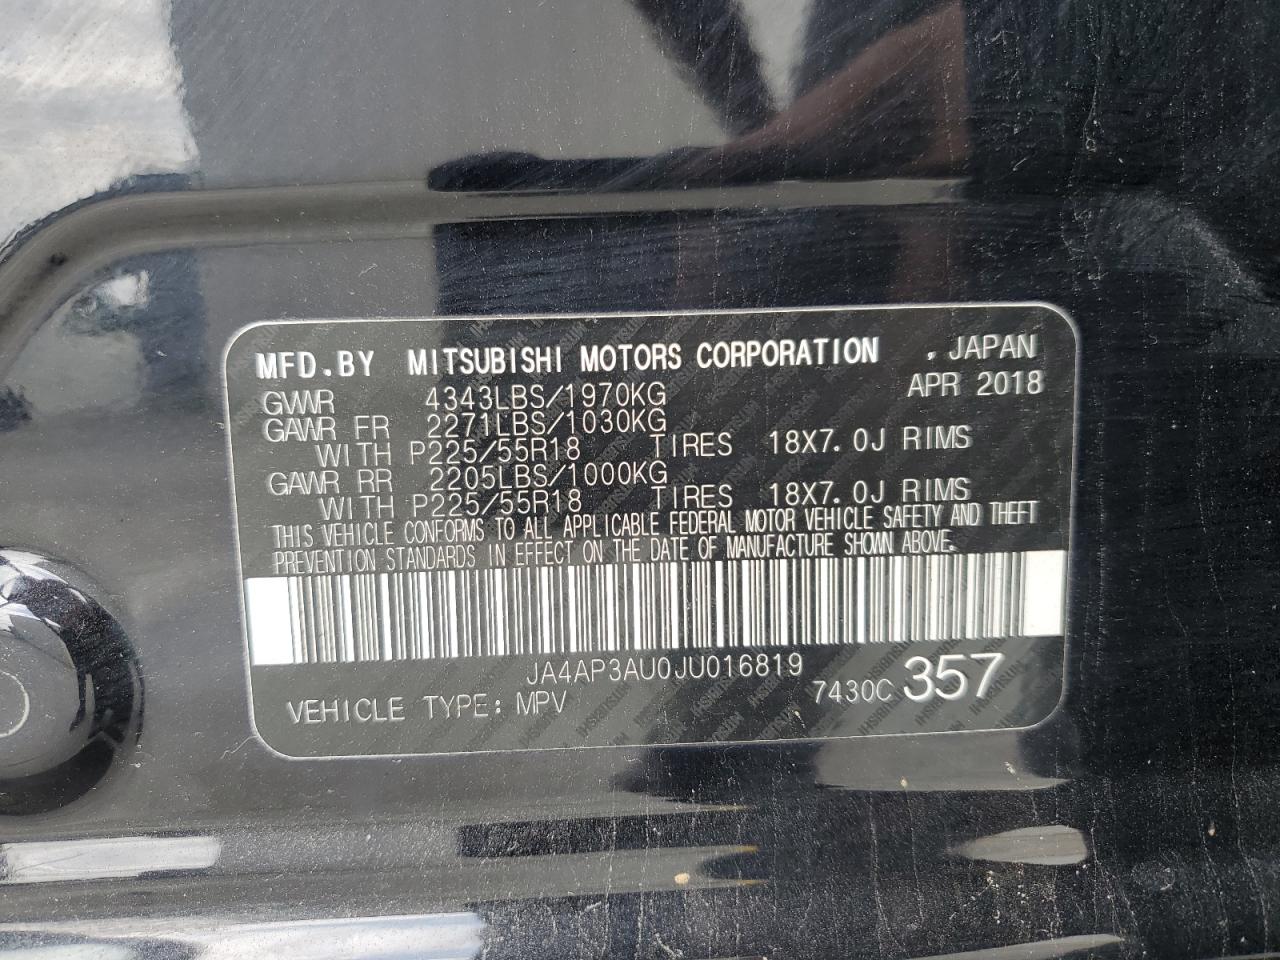 MFD.BY MITSUBISHI MOTORS CORPORATION . JAPAN
GWWR 4343LBS/1970KG APR 2018
GAWR FR 2271LBS/1030KG
WITH P225/55R18 TIRES 18X7.0J RIMS
GAWR RR 2205LBS/1000KG
WITH P225/55R18 TIRES 18X7.0J RIMS
THIS VEHICLE CONFORMS TO ALL APPLICABLE FEDERAL MOTOR VEHICLE SAFETY AND THEFT
PREVENTION STANDARDS IN EFFECT ON THE DATE OF MANUFACTURE SHOWN ABOVE.
JA4AP3AU0JU016819
VEHICLE TYPE: MPV 7430C 357